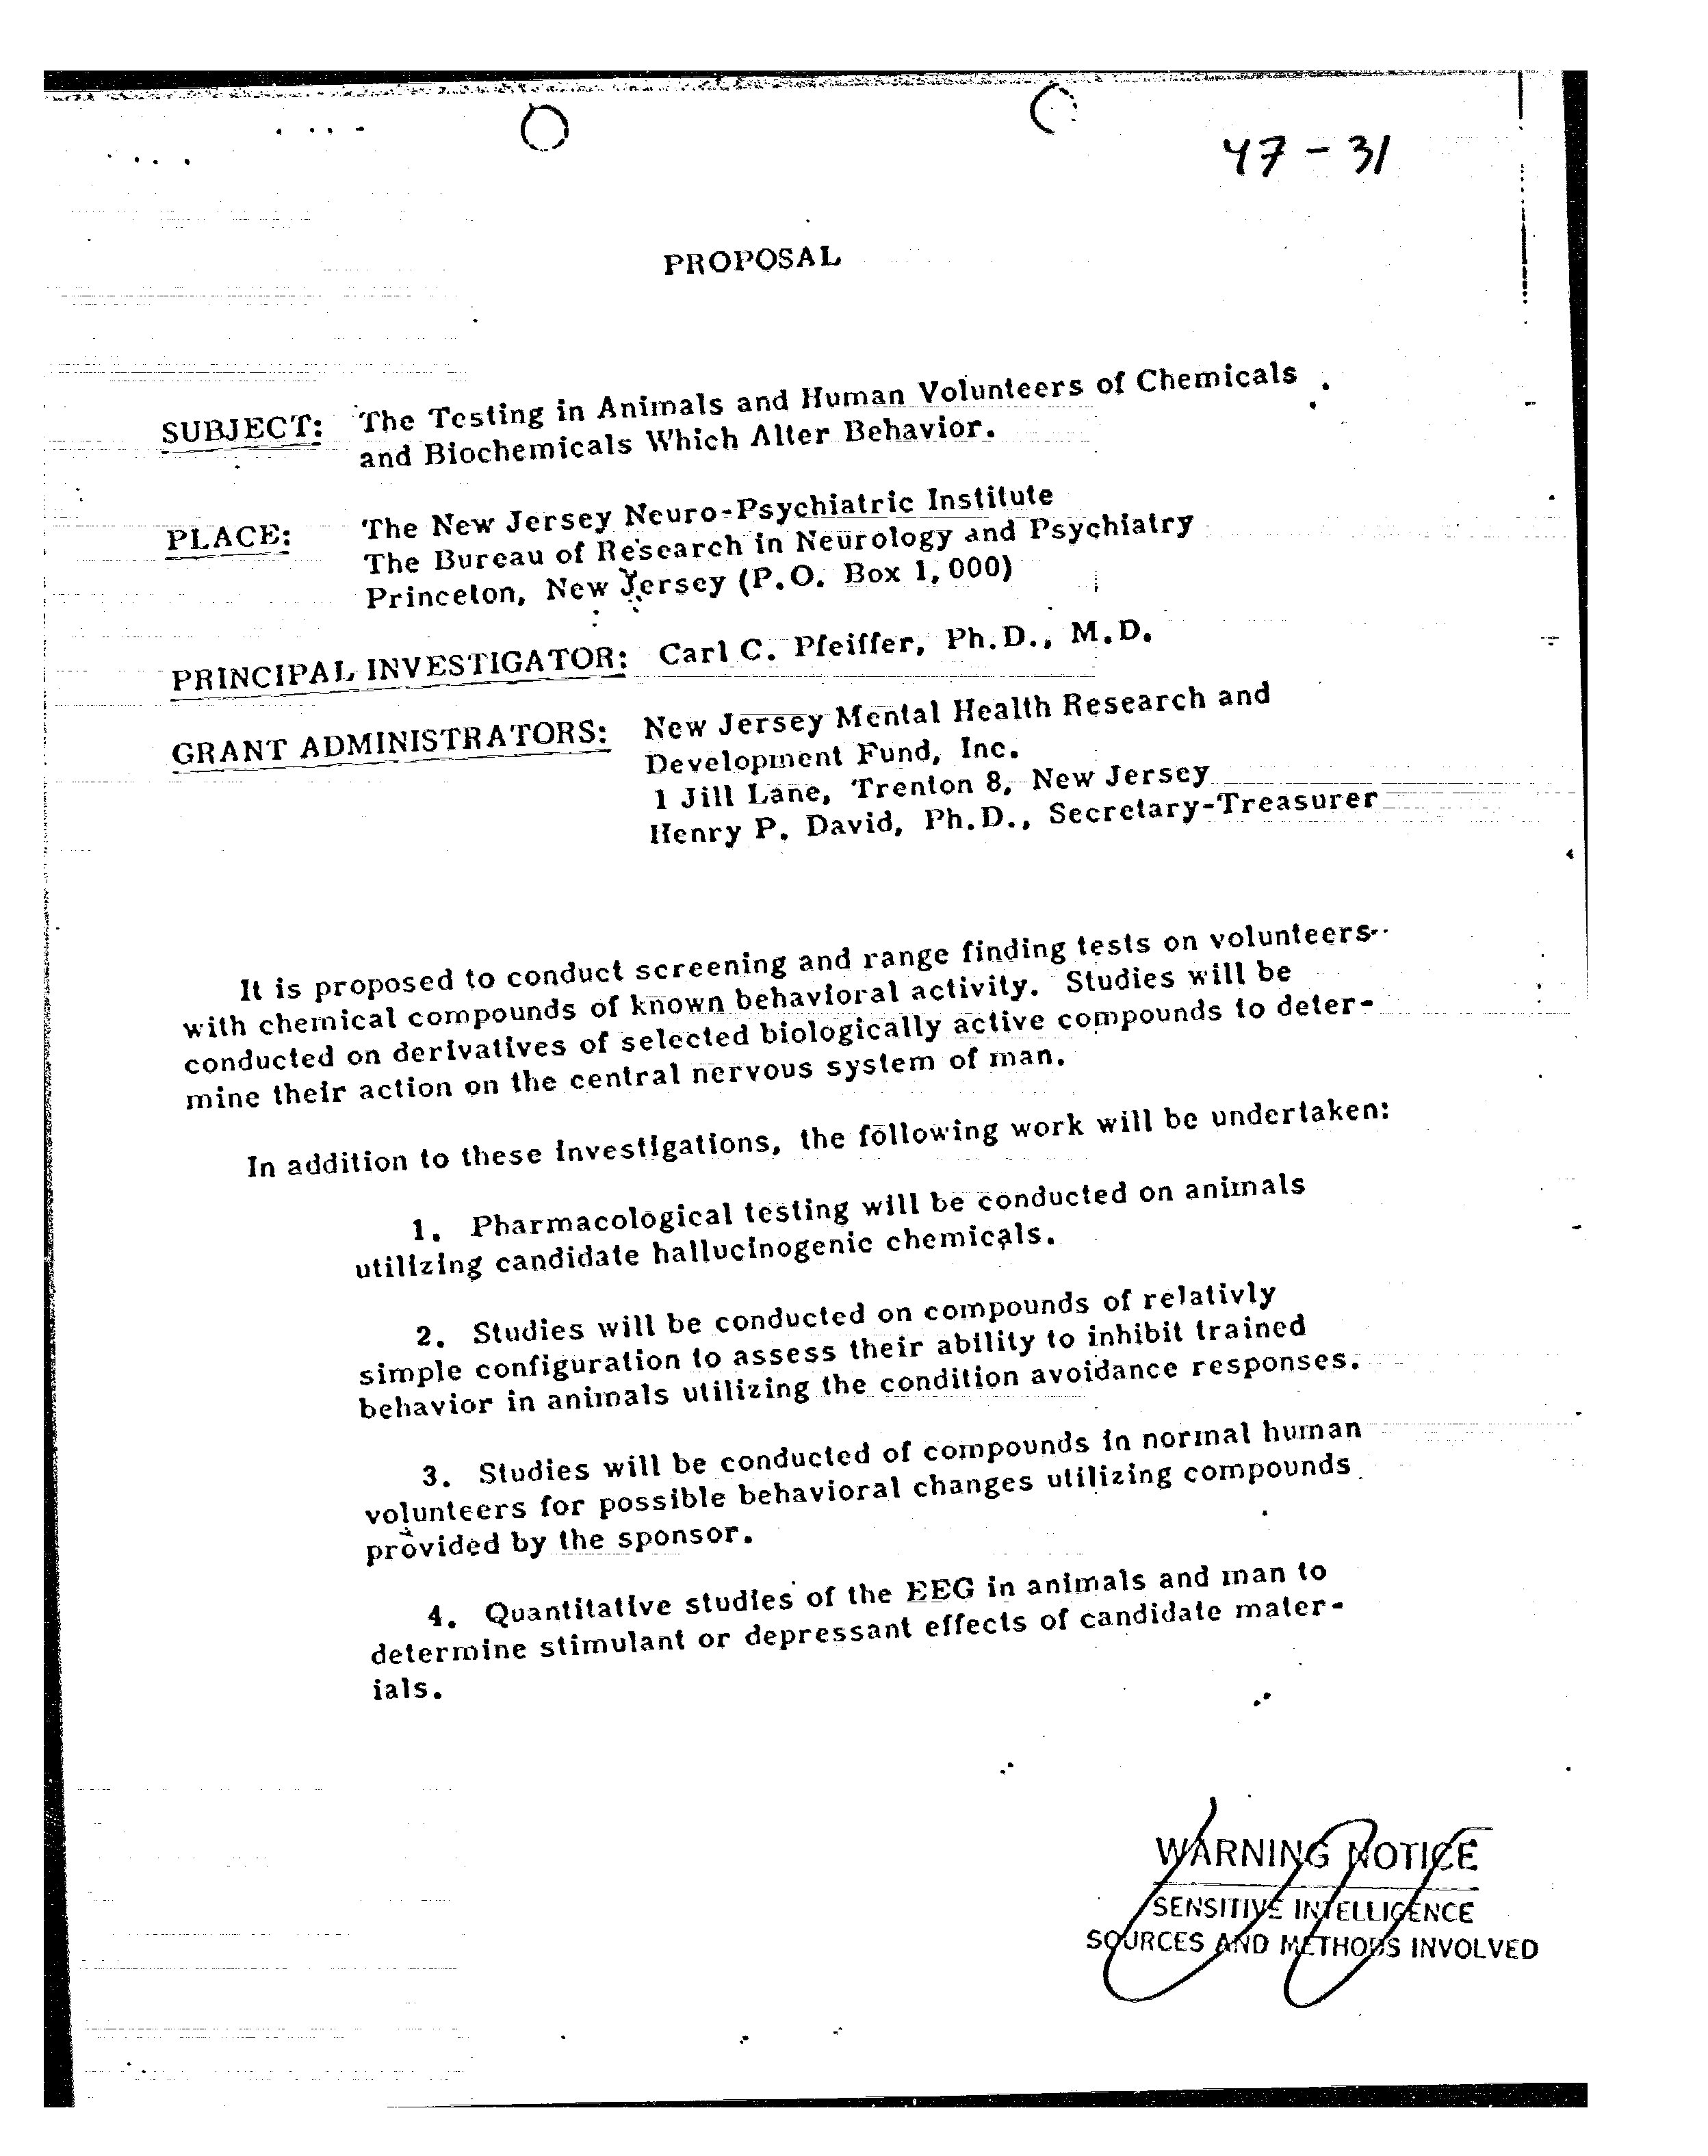 47 - 31
PROPOSAL
SUBJECT: The Testing in Animals and Human Volunteers of Chemicals
and Biochemicals Which Alter Behavior.
PLACE: The New Jersey Neuro-Psychiatric Institute
The Bureau of Research in Neurology and Psychiatry
Princeton, New Jersey (P.O. Box 1,000)
PRINCIPAL INVESTIGATOR: Carl C. Pfeiffer, Ph.D., M.D.
GRANT ADMINISTRATORS: New Jersey Mental Health Research and
Development Fund, Inc.
1 Jill Lane, Trenton 8, New Jersey
Henry P. David, Ph.D., Secretary-Treasurer
It is proposed to conduct screening and range finding tests on volunteers
with chemical compounds of known behavioral activity. Studies will be
conducted on derivatives of selected biologically active compounds to deter-
mine their action on the central nervous system of man.
In addition to these investigations, the following work will be undertaken:
1. Pharmacological testing will be conducted on animals
utilizing candidate hallucinogenic chemicals.
2. Studies will be conducted on compounds of relativly
simple configuration to assess their ability to inhibit trained
behavior in animals utilizing the condition avoidance responses.
3. Studies will be conducted of compounds in normal human
volunteers for possible behavioral changes utilizing compounds
provided by the sponsor.
4. Quantitative studies of the EEG in animals and man to
determine stimulant or depressant effects of candidate mater-
ials.
WARNING NOTICE
SENSITIVE INTELLIGENCE
SOURCES AND METHODS INVOLVED